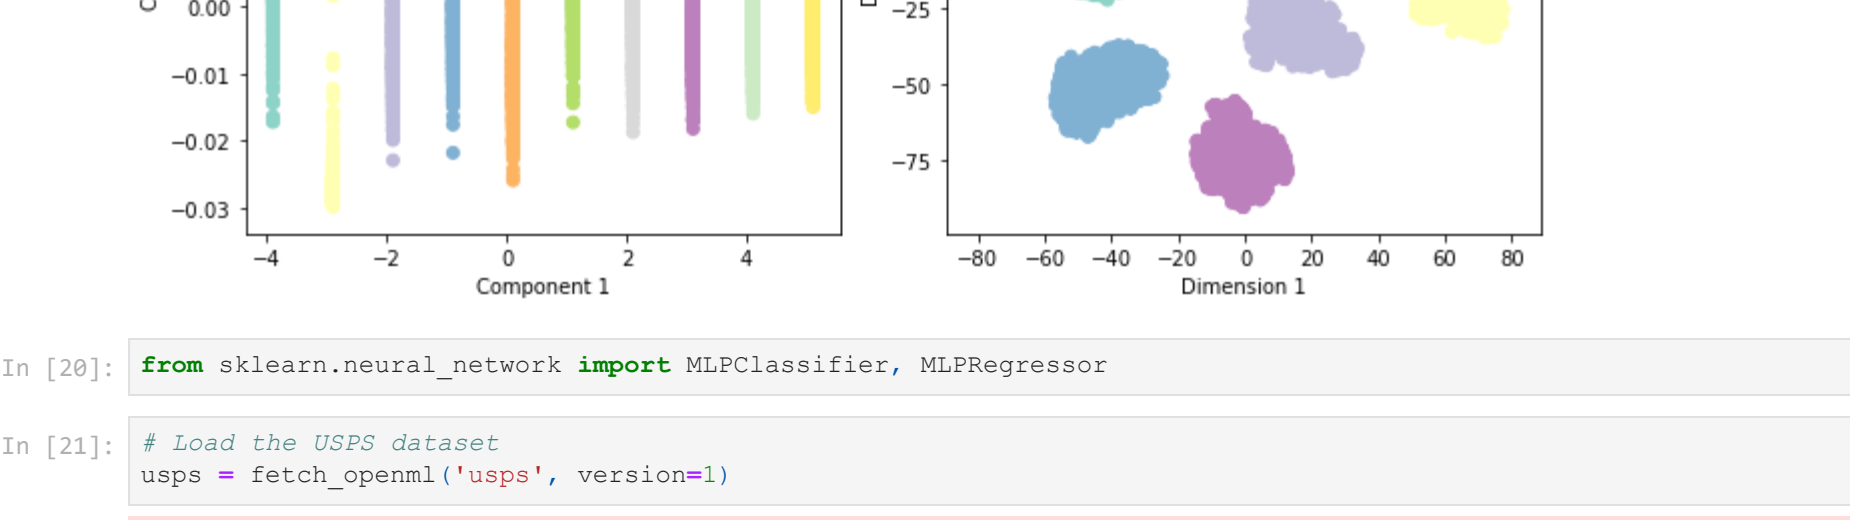 0.00
−0.01
−0.02
−0.03
−4 −2 0 2 4
Component 1
−25
−50
−75
−80 −60 −40 −20 0 20 40 60 80
Dimension 1
In [20]: from sklearn.neural_network import MLPClassifier, MLPRegressor
In [21]: # Load the USPS dataset
usps = fetch_openml('usps', version=1)